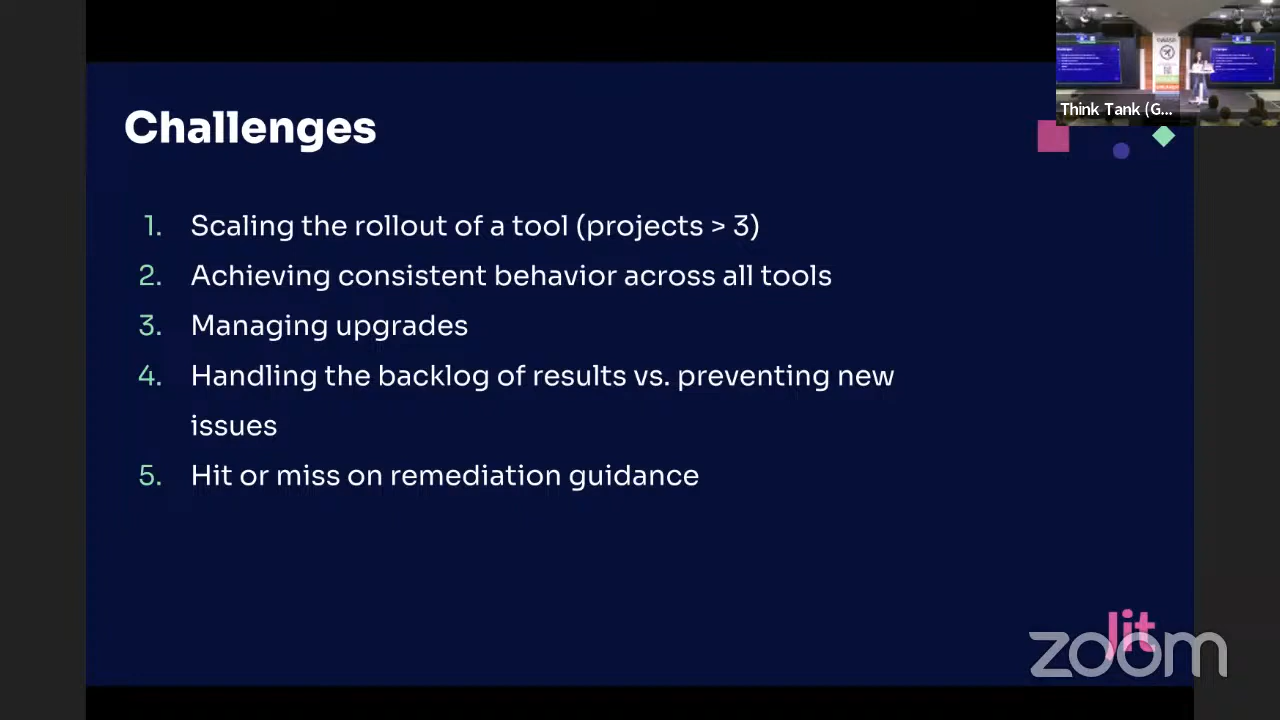 Think Tank (G...
Challenges
1. Scaling the rollout of a tool (projects > 3)
2. Achieving consistent behavior across all tools
3. Managing upgrades
4. Handling the backlog of results vs. preventing new
issues
5. Hit or miss on remediation guidance
Jit
zoom